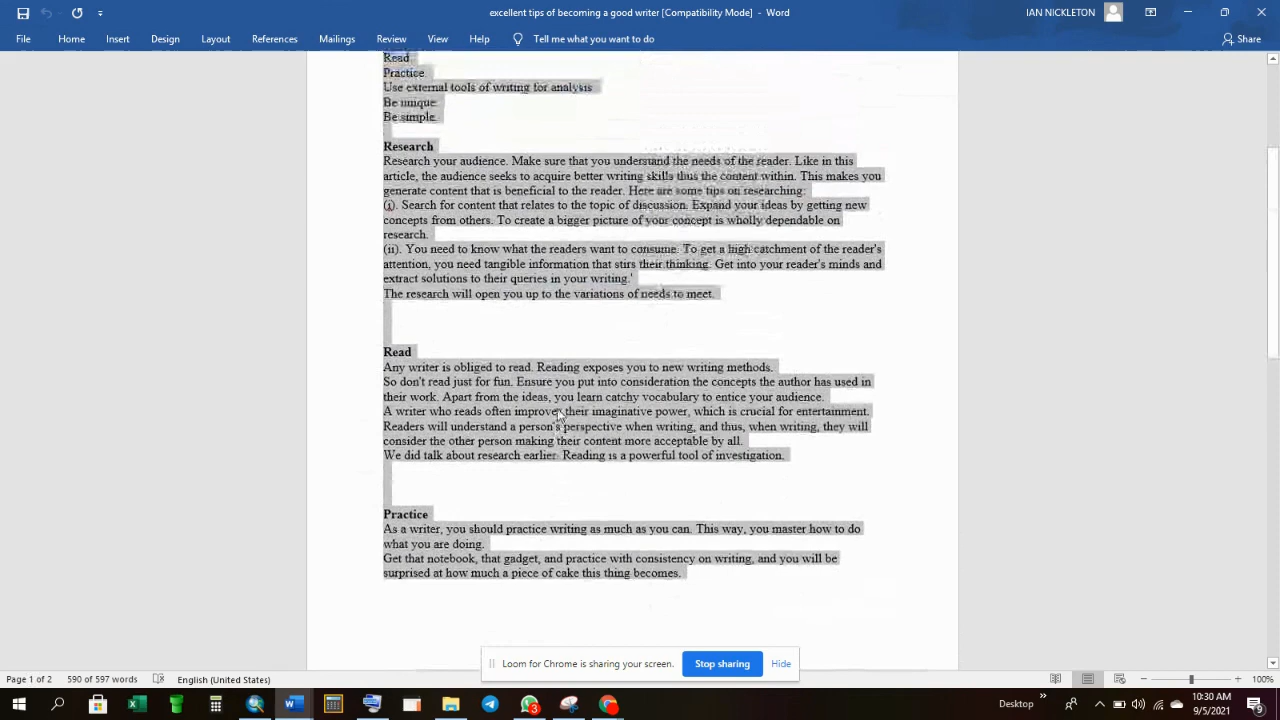 excellent tips of becoming a good writer [Compatibility Mode] - Word
IAN NICKLETON
File Home Insert Design Layout References Mailings Review View Help Tell me what you want to do Share
Read
Practice
Use external tools of writing for analysis
Be unique
Be simple
Research
Research your audience. Make sure that you understand the needs of the reader. Like in this
article, the audience seeks to acquire better writing skills thus the content within. This makes you
generate content that is beneficial to the reader. Here are some tips on researching:
(i). Search for content that relates to the topic of discussion. Expand your ideas by getting new
concepts from others. To create a bigger picture of your concept is wholly dependable on
research.
(ii). You need to know what the readers want to consume. To get a high catchment of the reader's
attention, you need tangible information that stirs their thinking. Get into your reader's minds and
extract solutions to their queries in your writing.'
The research will open you up to the variations of needs to meet.
Read
Any writer is obliged to read. Reading exposes you to new writing methods.
So don't read just for fun. Ensure you put into consideration the concepts the author has used in
their work. Apart from the ideas, you learn catchy vocabulary to entice your audience.
A writer who reads often improves their imaginative power, which is crucial for entertainment.
Readers will understand a person's perspective when writing, and thus, when writing, they will
consider the other person making their content more acceptable by all.
We did talk about research earlier. Reading is a powerful tool of investigation.
Practice
As a writer, you should practice writing as much as you can. This way, you master how to do
what you are doing.
Get that notebook, that gadget, and practice with consistency on writing, and you will be
surprised at how much a piece of cake this thing becomes.
Loom for Chrome is sharing your screen. Stop sharing Hide
Page 1 of 2 590 of 597 words English (United States) 100%
Desktop
10:30 AM
9/5/2021
3
9